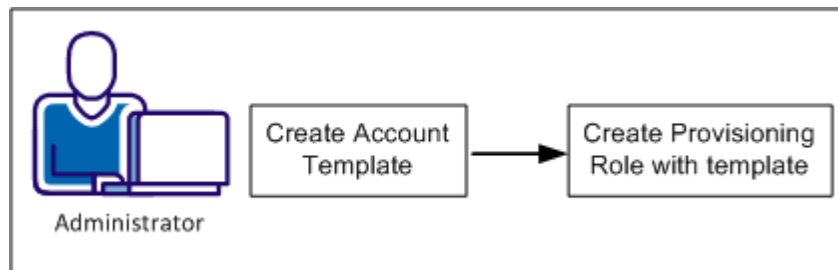 Administrator
Create Account
Template
Create Provisioning
Role with template